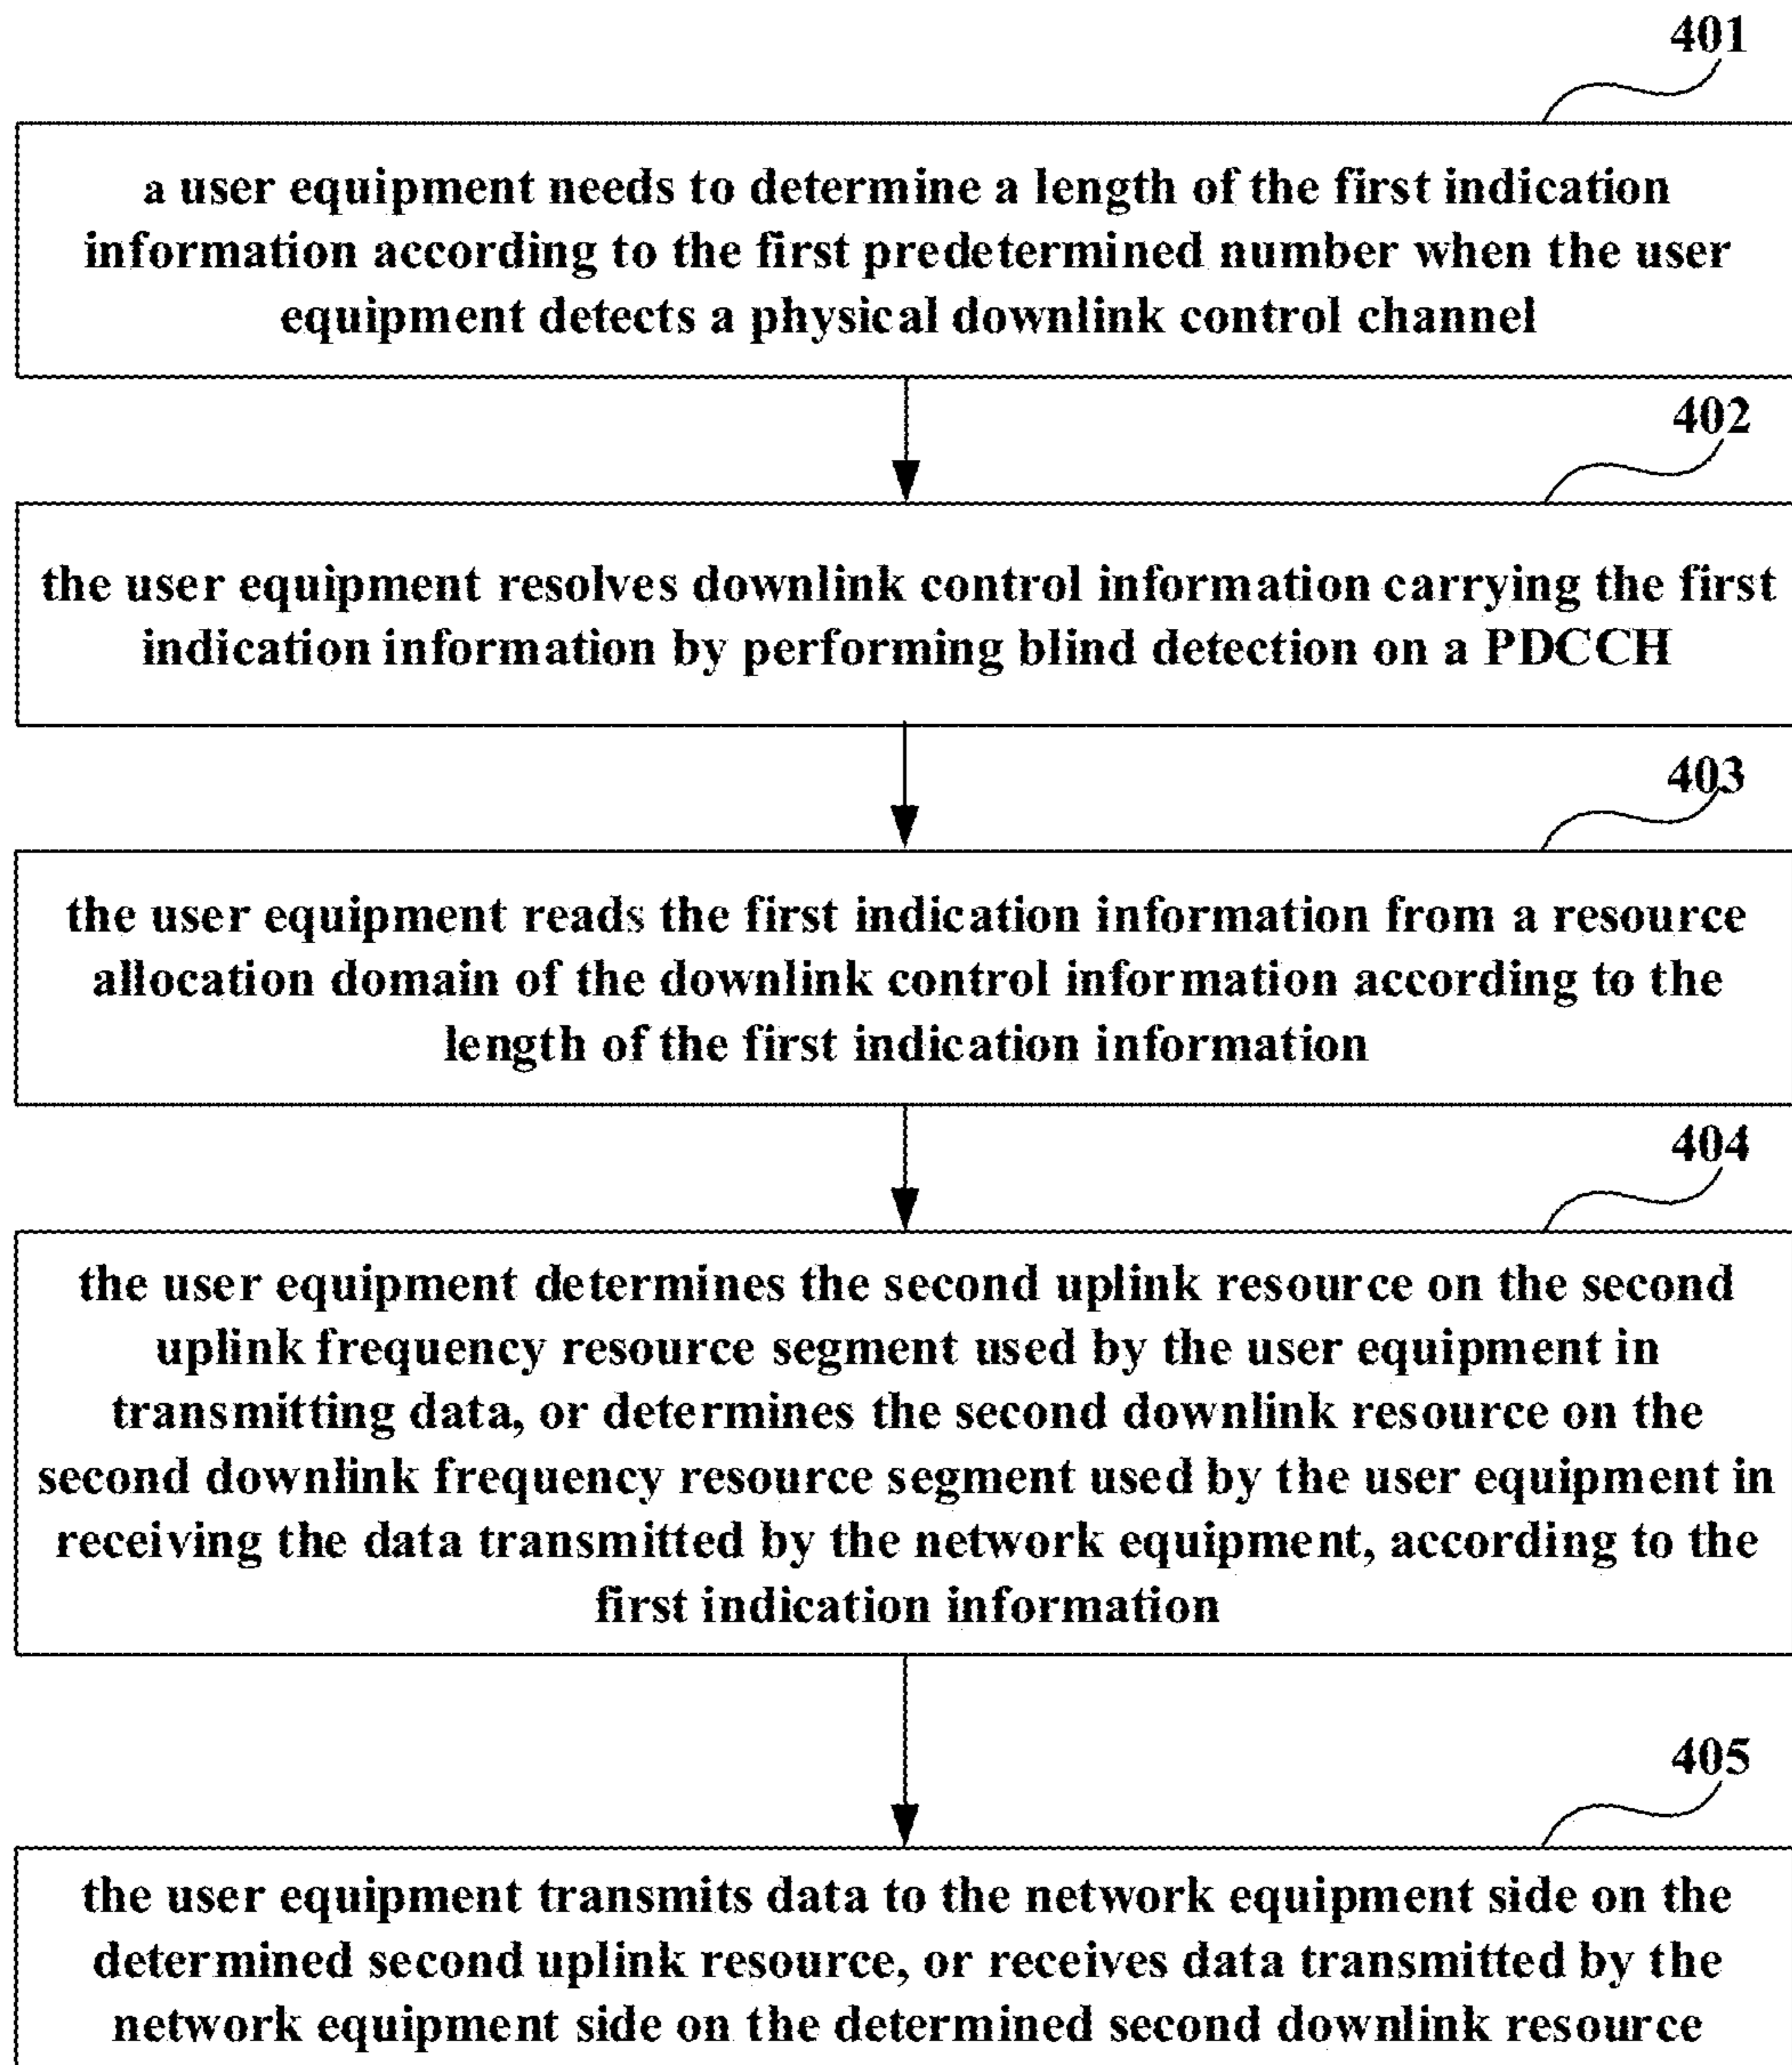 401
a user equipment needs to determine a length of the first indication
information according to the first predetermined number when the user
equipment detects a physical downlink control channel
402
the user equipment resolves downlink control information carrying the first
indication information by performing blind detection on a PDCCH
403
the user equipment reads the first indication information from a resource
allocation domain of the downlink control information according to the
length of the first indication information
404
the user equipment determines the second uplink resource on the second
uplink frequency resource segment used by the user equipment in
transmitting data, or determines the second downlink resource on the
second downlink frequency resource segment used by the user equipment in
receiving the data transmitted by the network equipment, according to the
first indication information
405
the user equipment transmits data to the network equipment side on the
determined second uplink resource, or receives data transmitted by the
network equipment side on the determined second downlink resource